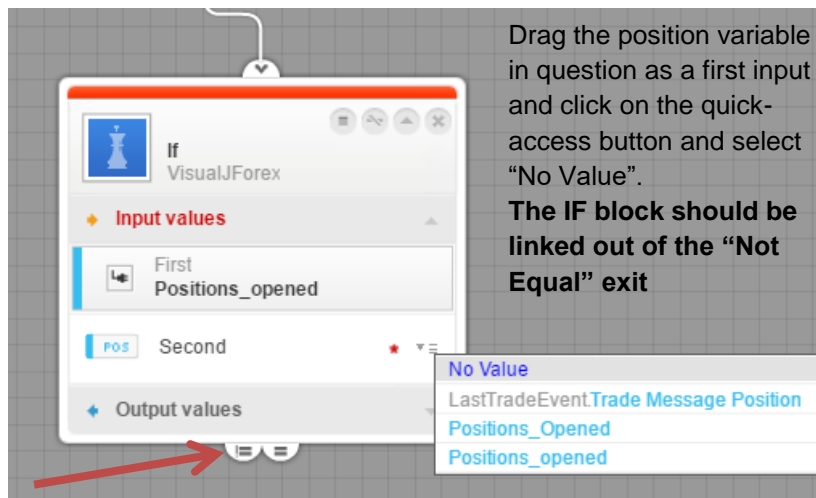 Drag the position variable
in question as a first input
and click on the quick-
access button and select
“No Value”.
The IF block should be
linked out of the “Not
Equal” exit
If
VisualJForex
Input values
First
Positions_opened
POS Second
Output values
No Value
LastTradeEvent.Trade Message Position
Positions_Opened
Positions_opened